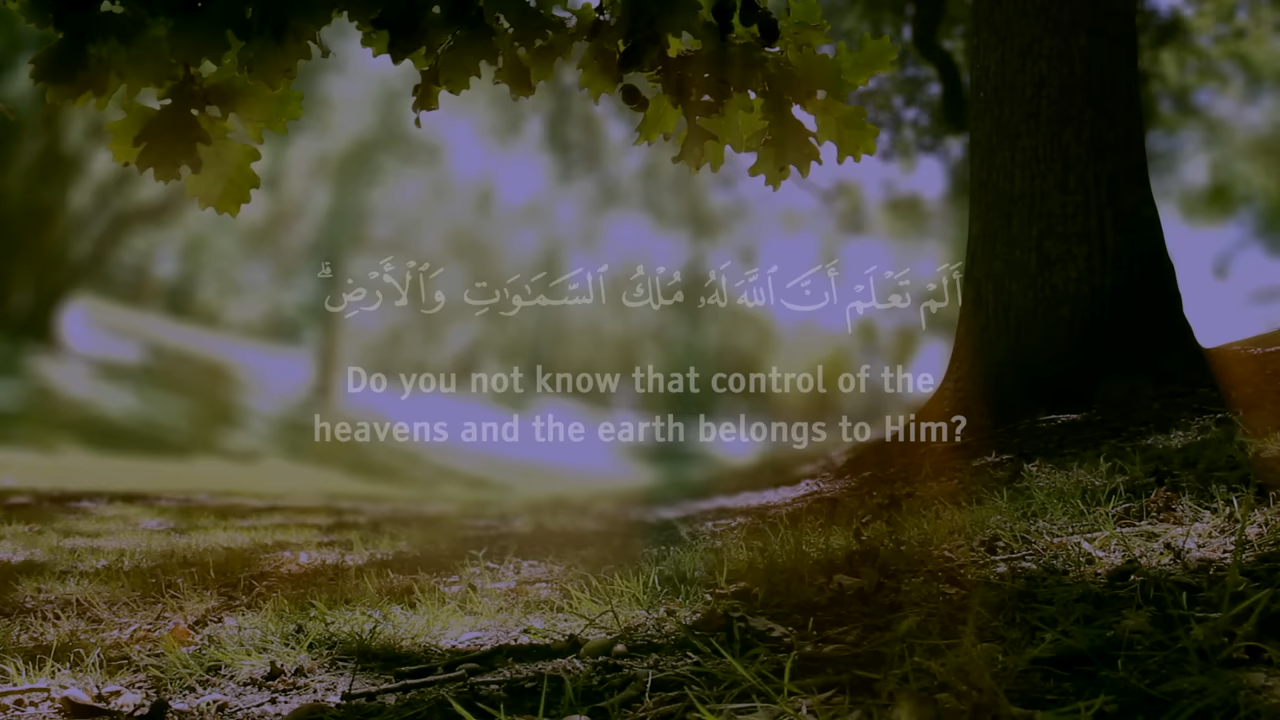 أَلَمْ تَعْلَمْ أَنَّ ٱللَّهَ لَهُۥ مُلْكُ ٱلسَّمَـٰوَٰتِ وَٱلْأَرْضِ ۗ
Do you not know that control of the
heavens and the earth belongs to Him?